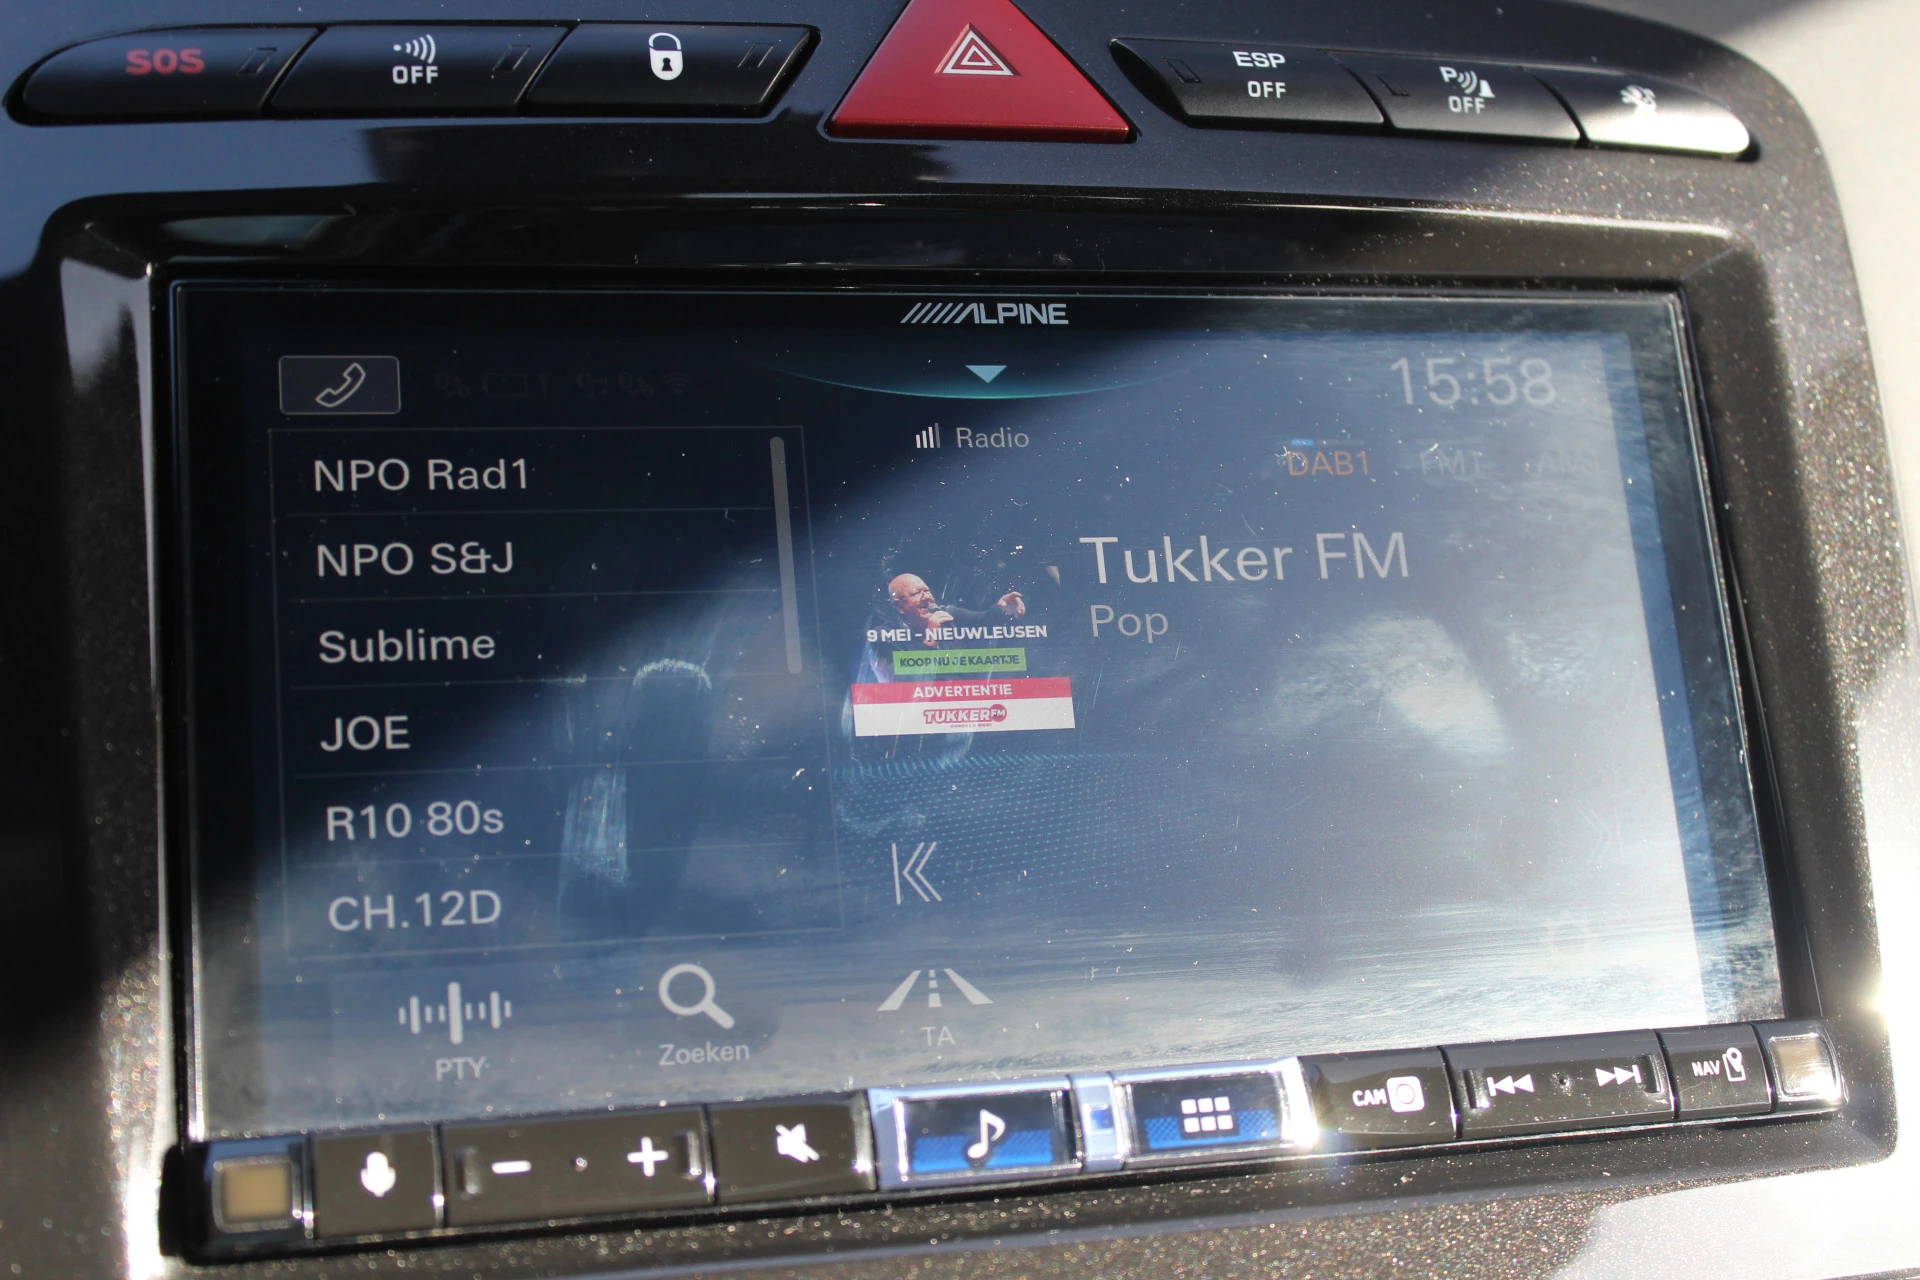 SOS
OFF
ESP
OFF
P
OFF
ALPINE
15:58
Radio
DAB1
FM1
AM
NPO Rad1
NPO S&J
Sublime
JOE
R10 80s
CH.12D
Tukker FM
Pop
9 MEI - NIEUWLEUSEN
KOOP NU JE KAARTJE
ADVERTENTIE
TUKKER FM
PTY
Zoeken
TA
CAM
NAV